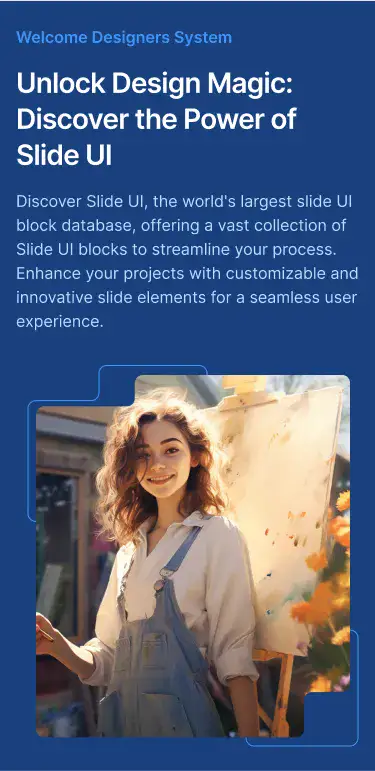 Welcome Designers System
Unlock Design Magic:
Discover the Power of
Slide UI
Discover Slide UI, the world's largest slide UI
block database, offering a vast collection of
Slide UI blocks to streamline your process.
Enhance your projects with customizable and
innovative slide elements for a seamless user
experience.